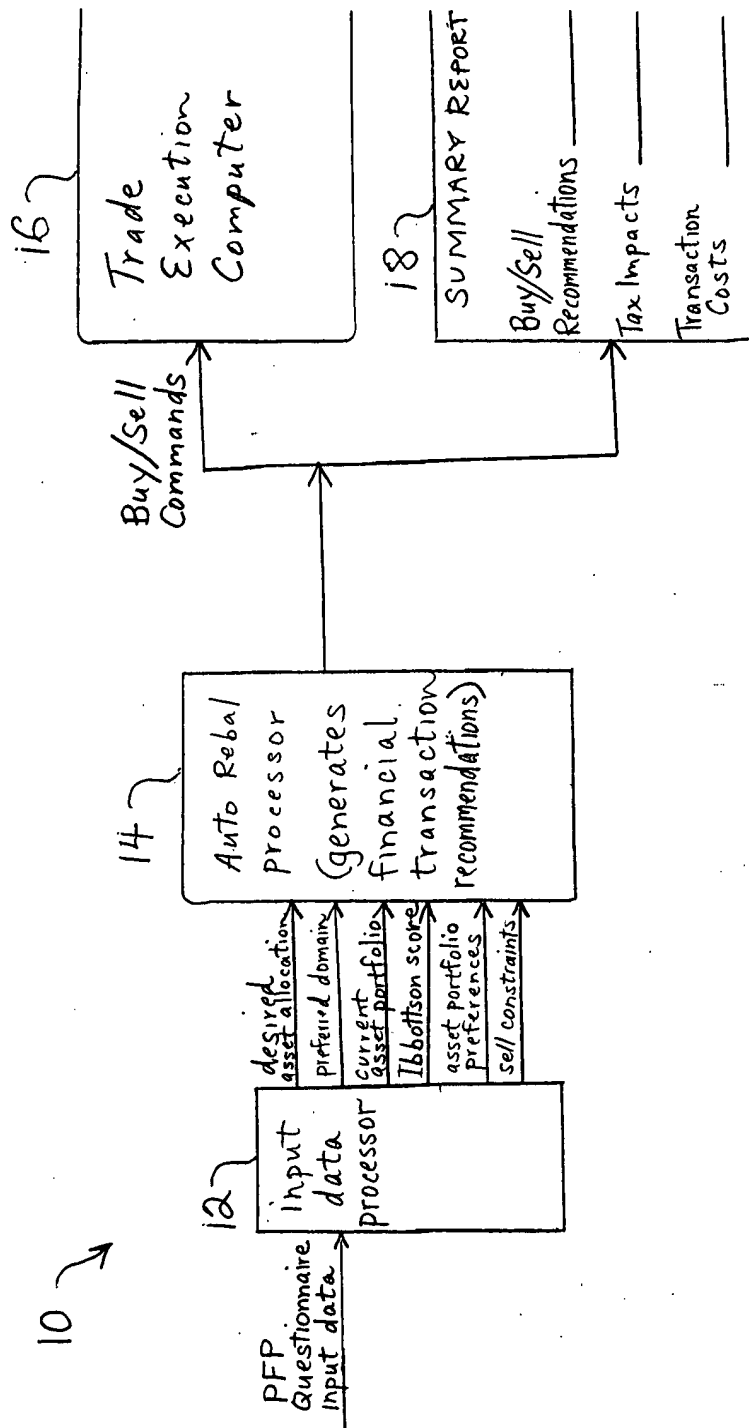 10
PFP
Questionnaire
input data
12
input
data
processor
desired
asset allocation
preferred domain
current
asset portfolio
Ibbottson score
asset portfolio
preferences
sell constraints
14
Auto Rebal
processor
(generates
financial
transaction
recommendations)
Buy/Sell
Commands
16
Trade
Execution
Computer
18
SUMMARY REPORT
Buy/Sell
Recommendations
Tax Impacts
Transaction
Costs